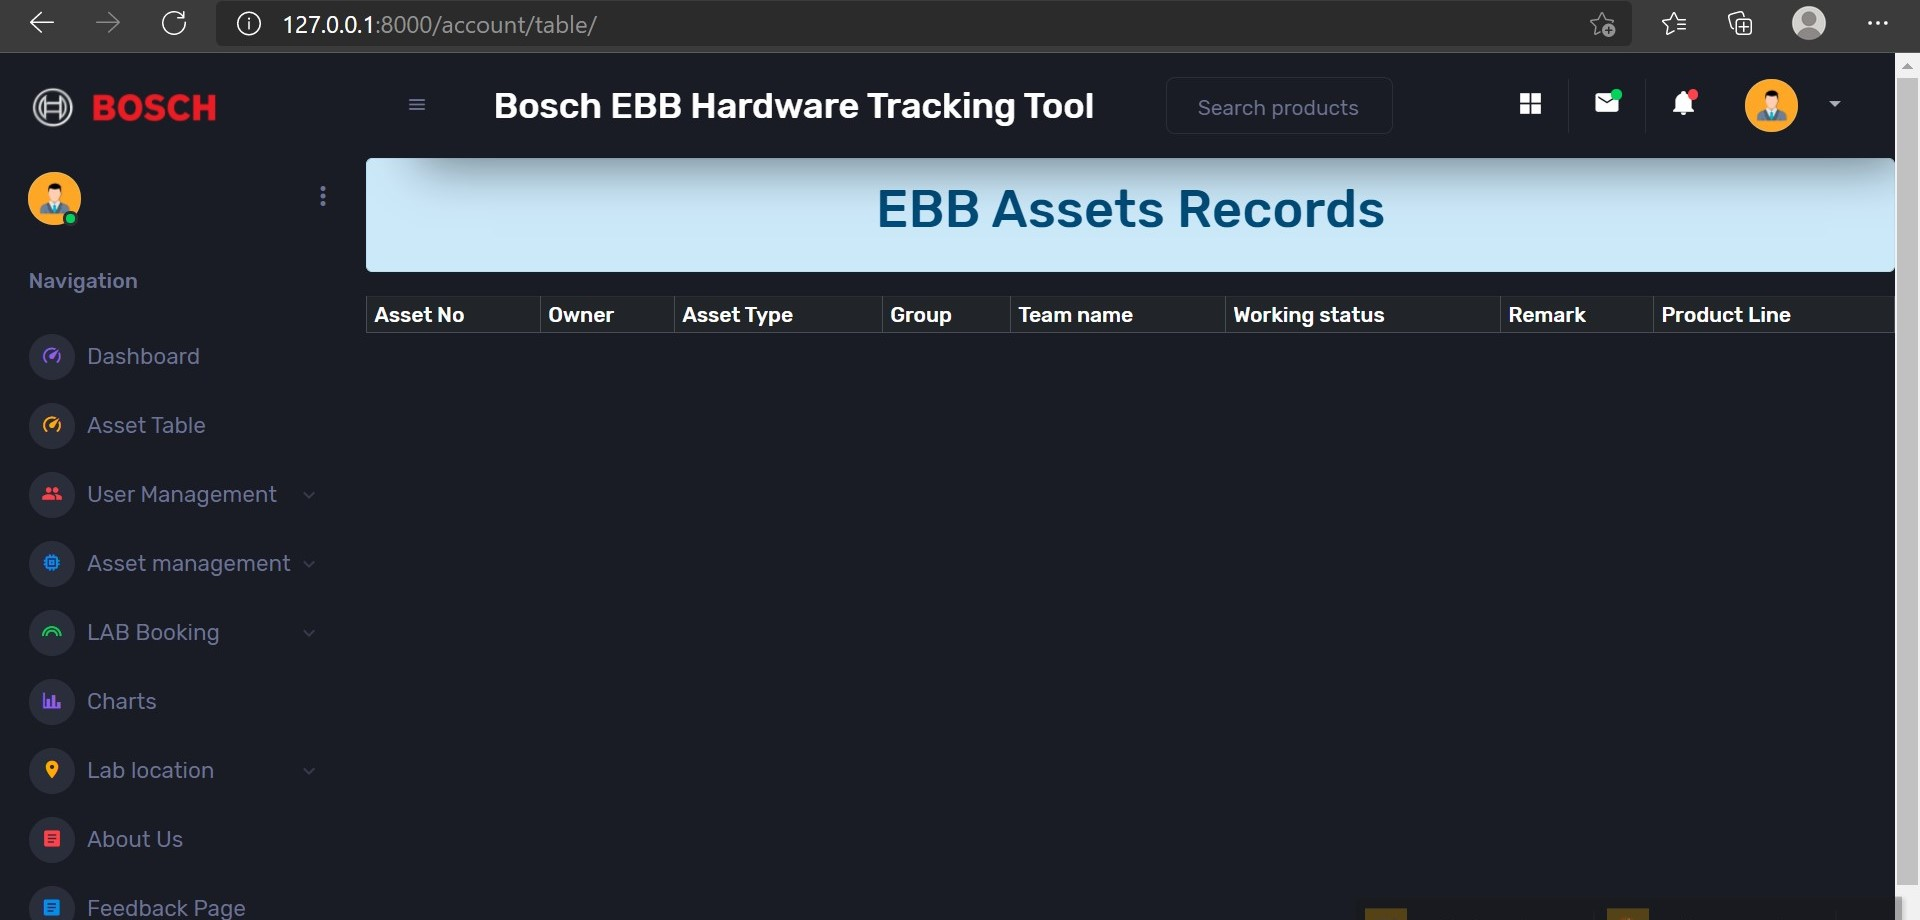 127.0.0.1:8000/account/table/
BOSCH
Bosch EBB Hardware Tracking Tool
Search products
EBB Assets Records
Navigation
Asset No Owner Asset Type Group Team name Working status Remark Product Line
Dashboard
Asset Table
User Management
Asset management
LAB Booking
Charts
Lab location
About Us
Feedback Page